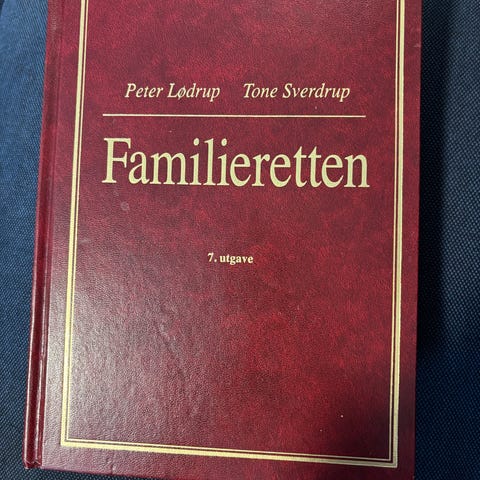 Peter Lødrup Tone Sverdrup
Familieretten
7. utgave